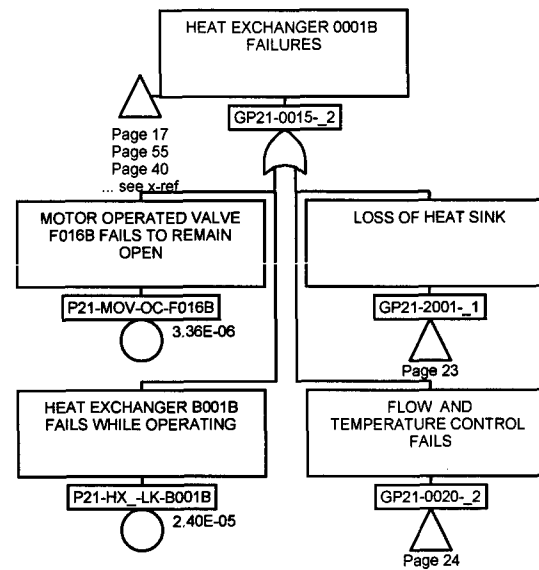 HEAT EXCHANGER 0001B
FAILURES
GP21-0015-_2
Page 17
Page 55
Page 40
... see x-ref
MOTOR OPERATED VALVE
F016B FAILS TO REMAIN
OPEN
P21-MOV-OC-F016B
3.36E-06
LOSS OF HEAT SINK
GP21-2001-_1
Page 23
HEAT EXCHANGER B001B
FAILS WHILE OPERATING
P21-HX_-LK-B001B
2.40E-05
FLOW AND
TEMPERATURE CONTROL
FAILS
GP21-0020-_2
Page 24